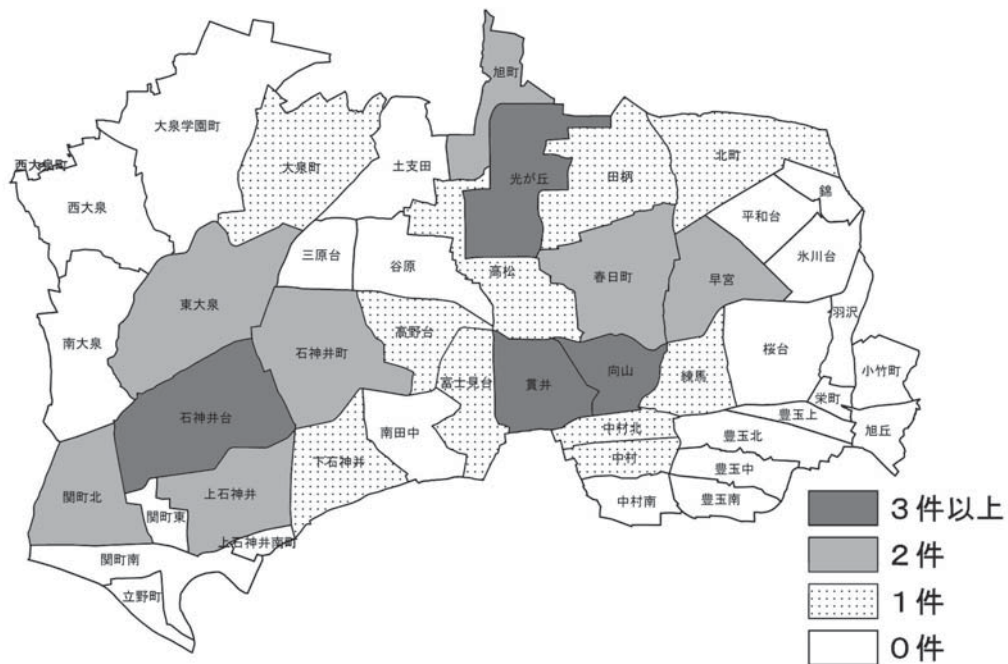 旭町
大泉学園町
北町
西大泉町
大泉町
土支田
光が丘
田柄
西大泉
錦
平和台
三原台
谷原
高松
春日町
早宮
氷川台
東大泉
羽沢
南大泉
石神井町
高野台
桜台
富士見台
貫井
向山
練馬
小竹町
栄町
石神井台
豊玉上
南田中
中村北
豊玉北
旭丘
下石神井
中村
豊玉中
関町北
上石神井
中村南
豊玉南
関町東
上石神井南町
関町南
立野町
3件以上
2件
1件
0件